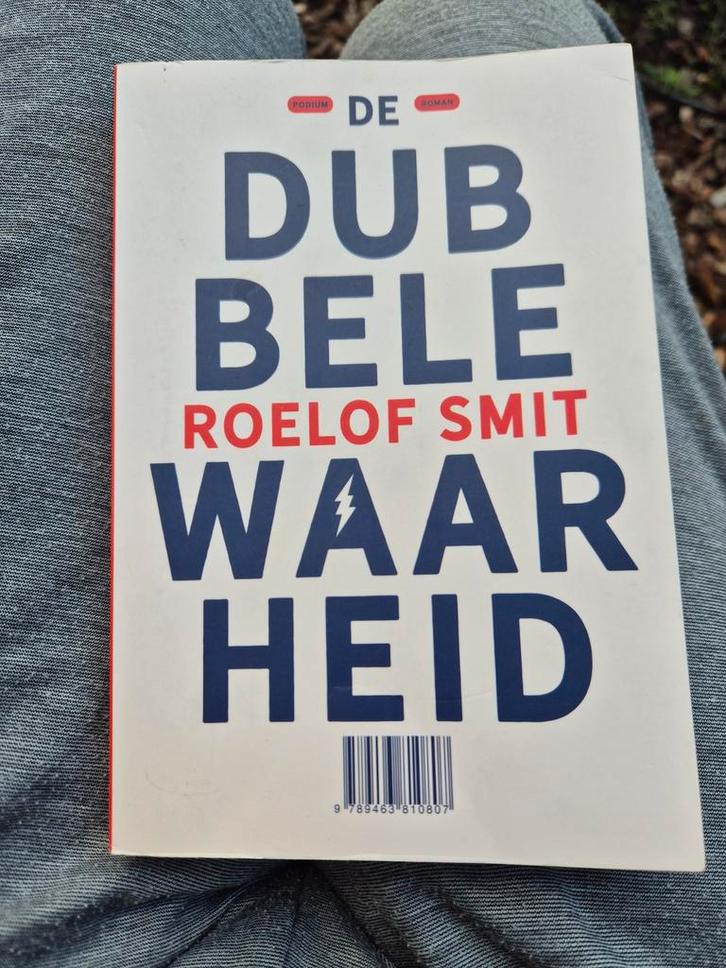 PODIUM DE ROMAN
DUB
BELE
ROELOF SMIT
WAAR
HEID
9 789463 810807